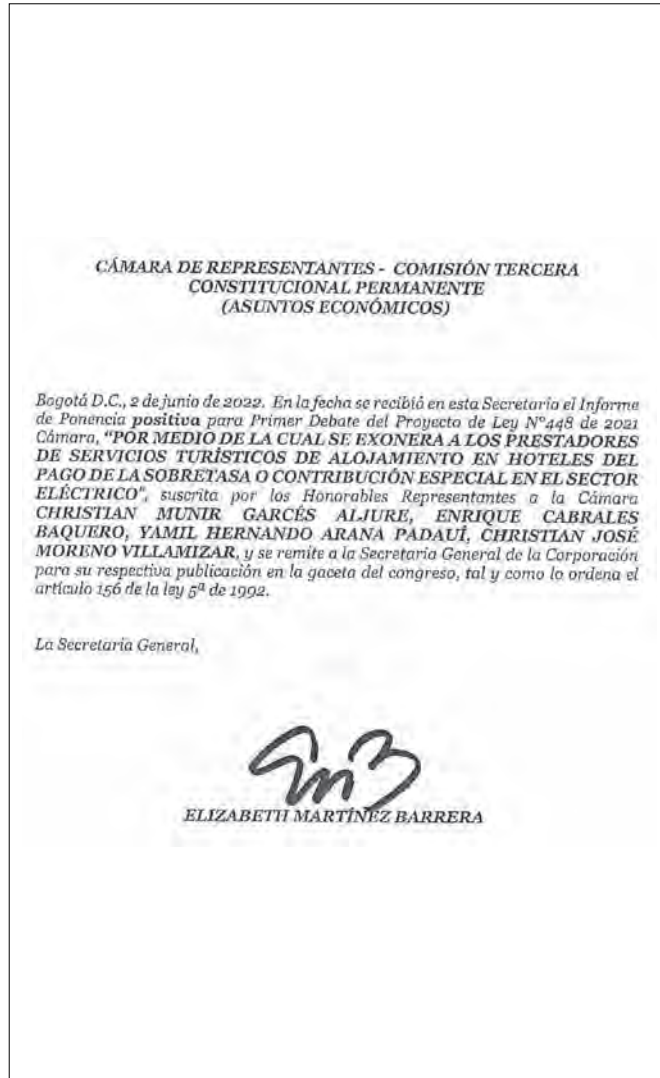 CÁMARA DE REPRESENTANTES - COMISIÓN TERCERA
CONSTITUCIONAL PERMANENTE
(ASUNTOS ECONÓMICOS)
Bogotá D.C., 2 de junio de 2022. En la fecha se recibió en esta Secretaría el Informe
de Ponencia positiva para Primer Debate del Proyecto de Ley N°448 de 2021
Cámara, "POR MEDIO DE LA CUAL SE EXONERA A LOS PRESTADORES
DE SERVICIOS TURÍSTICOS DE ALOJAMIENTO EN HOTELES DEL
PAGO DE LA SOBRETASA O CONTRIBUCIÓN ESPECIAL EN EL SECTOR
ELÉCTRICO", suscrita por los Honorables Representantes a la Cámara
CHRISTIAN MUNIR GARCÉS ALJURE, ENRIQUE CABRALES
BAQUERO, YAMIL HERNANDO ARANA PADAUÍ, CHRISTIAN JOSÉ
MORENO VILLAMIZAR, y se remite a la Secretaría General de la Corporación
para su respectiva publicación en la gaceta del congreso, tal y como lo ordena el
artículo 156 de la ley 5ª de 1992.
La Secretaria General,
ELIZABETH MARTÍNEZ BARRERA